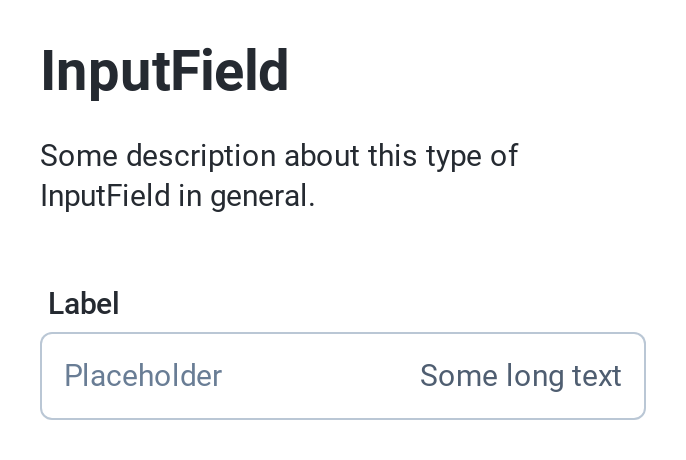 InputField
Some description about this type of
InputField in general.
Label
Placeholder Some long text